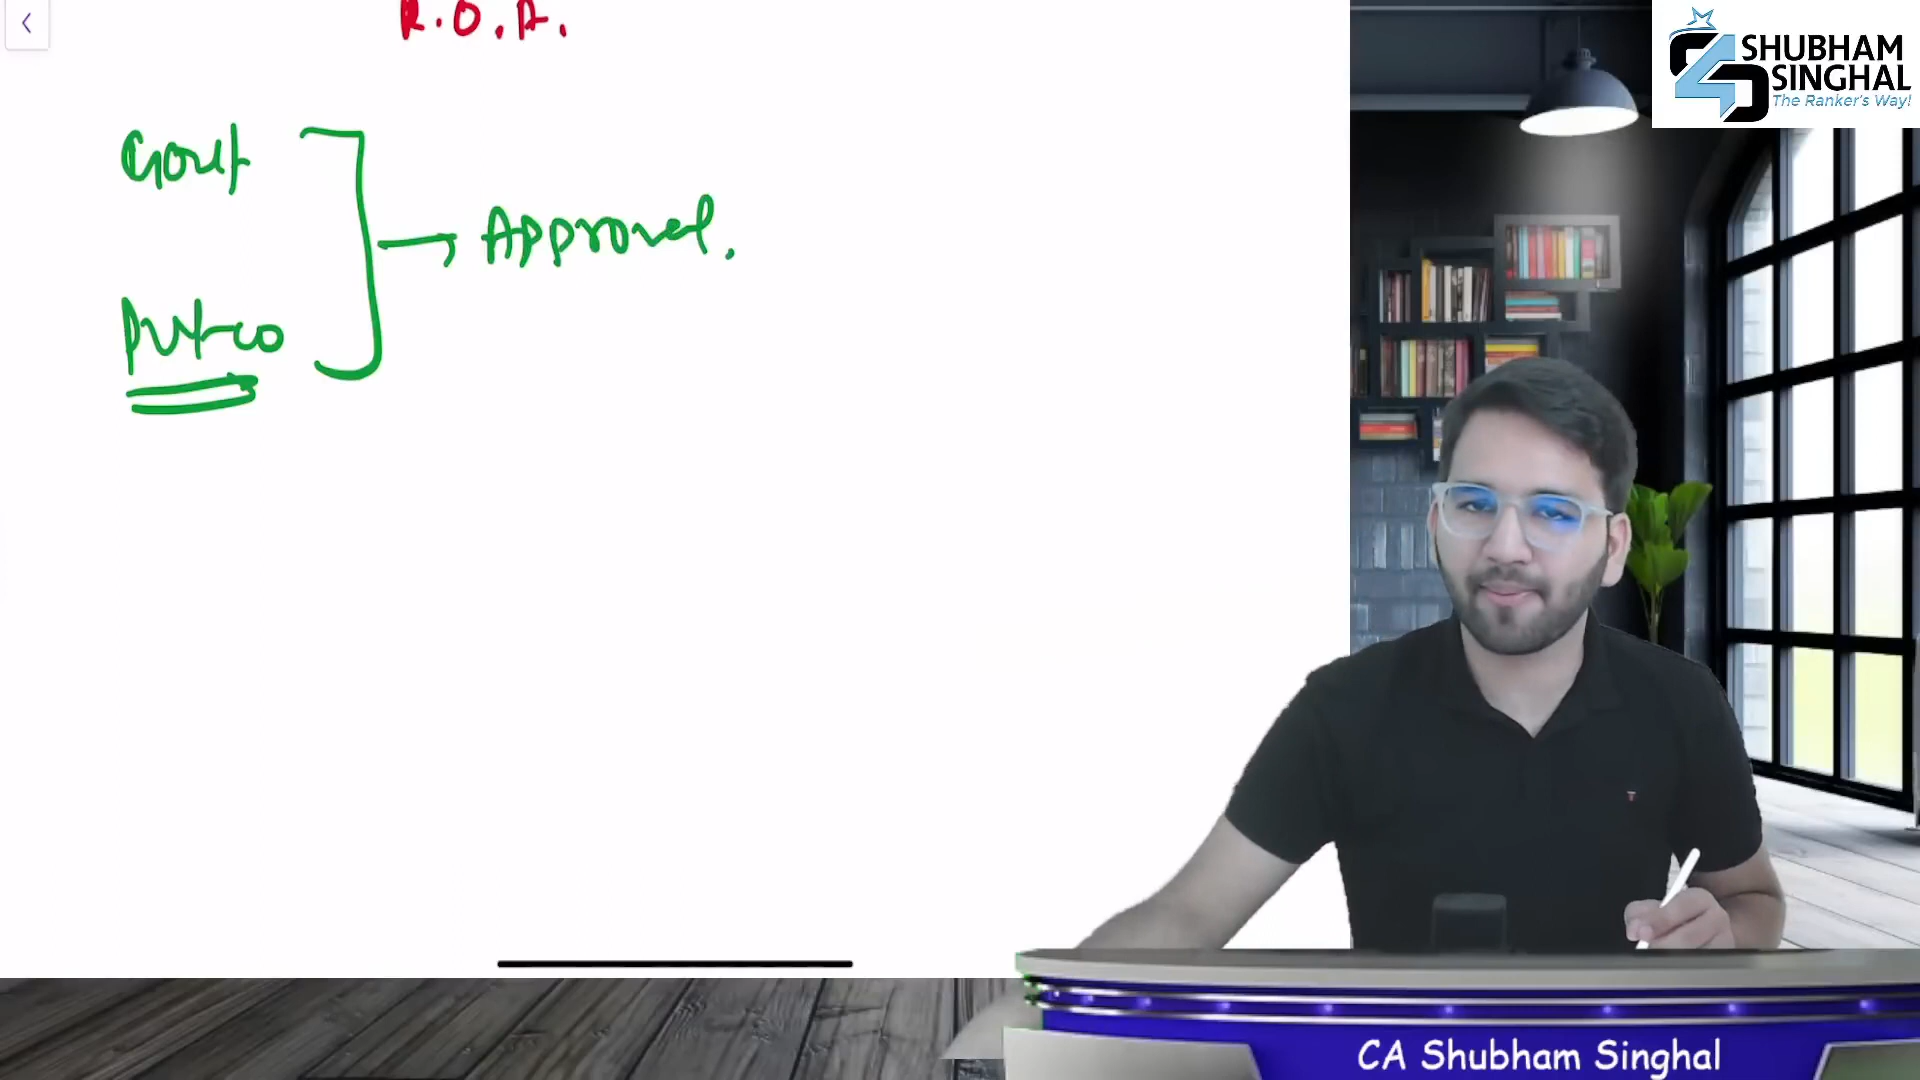 R.O.A.
Govt
Approval.
Pvt co
SHUBHAM
SINGHAL
The Ranker's Way!
CA Shubham Singhal